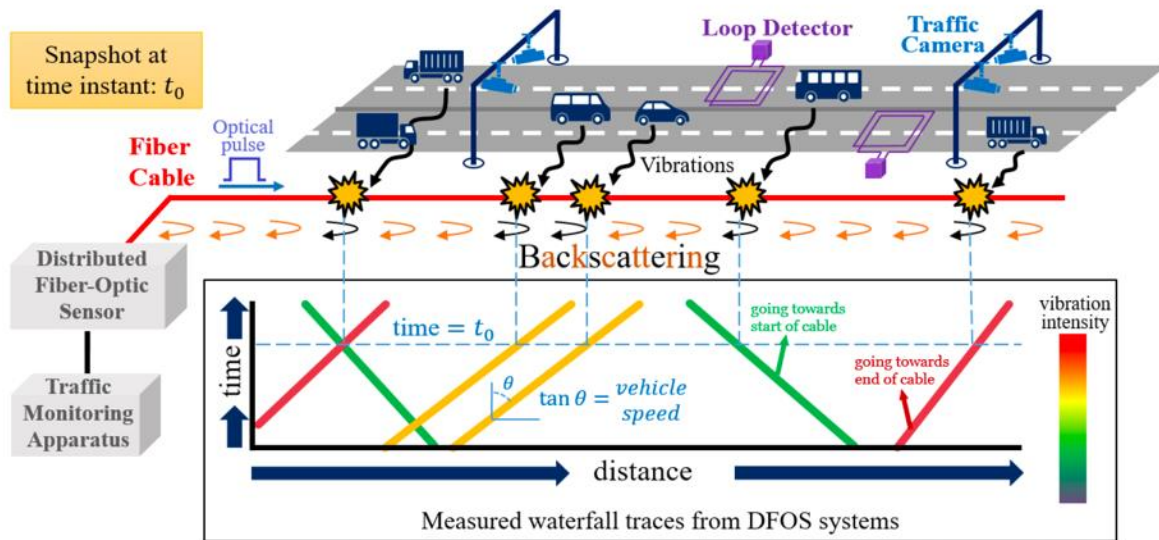 Snapshot at
time instant: t₀
Loop Detector
Traffic
Camera
Optical
pulse
Fiber
Cable
Vibrations
Backscattering
Distributed
Fiber-Optic
Sensor
Traffic
Monitoring
Apparatus
time
time = t₀
θ
tan θ = vehicle
speed
going towards
start of cable
going towards
end of cable
vibration
intensity
distance
Measured waterfall traces from DFOS systems